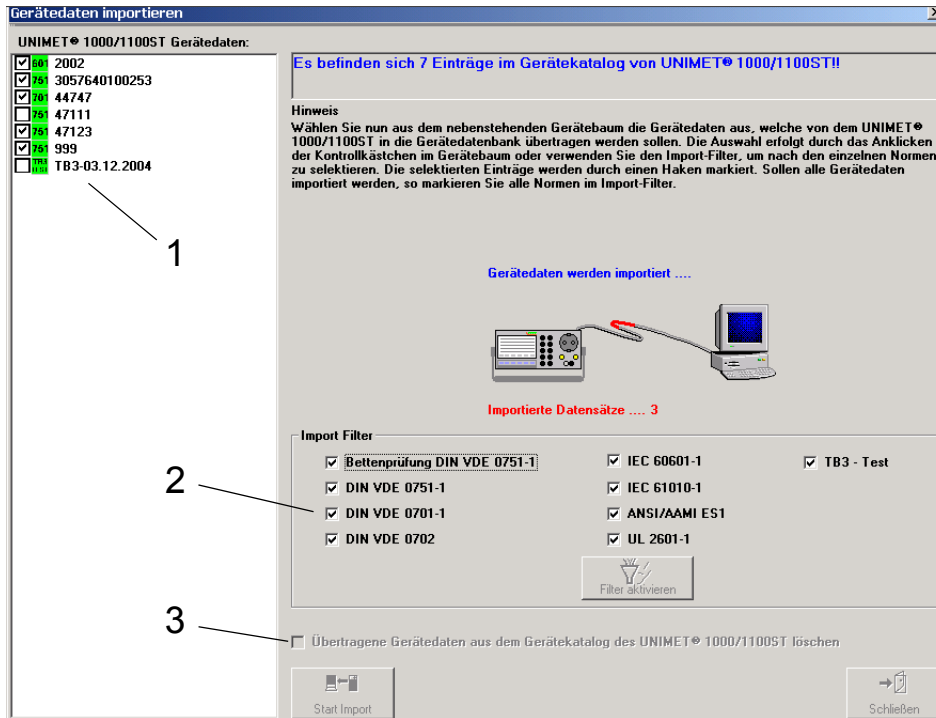 Gerätedaten importieren
UNIMET® 1000/1100ST Gerätedaten:
601 2002
751 3057640100253
701 44747
751 47111
751 47123
751 999
TB3-03.12.2004
1
Es befinden sich 7 Einträge im Gerätekatalog von UNIMET® 1000/1100ST!!
Hinweis
Wählen Sie nun aus dem nebenstehenden Gerätebaum die Gerätedaten aus, welche von dem UNIMET®
1000/1100ST in die Gerätedatenbank übertragen werden sollen. Die Auswahl erfolgt durch das Anklicken
der Kontrollkästchen im Gerätebaum oder verwenden Sie den Import-Filter, um nach den einzelnen Normen
zu selektieren. Die selektierten Einträge werden durch einen Haken markiert. Sollen alle Gerätedaten
importiert werden, so markieren Sie alle Normen im Import-Filter.
Gerätedaten werden importiert ....
Importierte Datensätze .... 3
Import Filter
Bettenprüfung DIN VDE 0751-1
IEC 60601-1
TB3 - Test
2
DIN VDE 0751-1
IEC 61010-1
DIN VDE 0701-1
ANSI/AAMI ES1
DIN VDE 0702
UL 2601-1
Filter aktivieren
3
Übertragene Gerätedaten aus dem Gerätekatalog des UNIMET® 1000/1100ST löschen
Start Import
Schließen